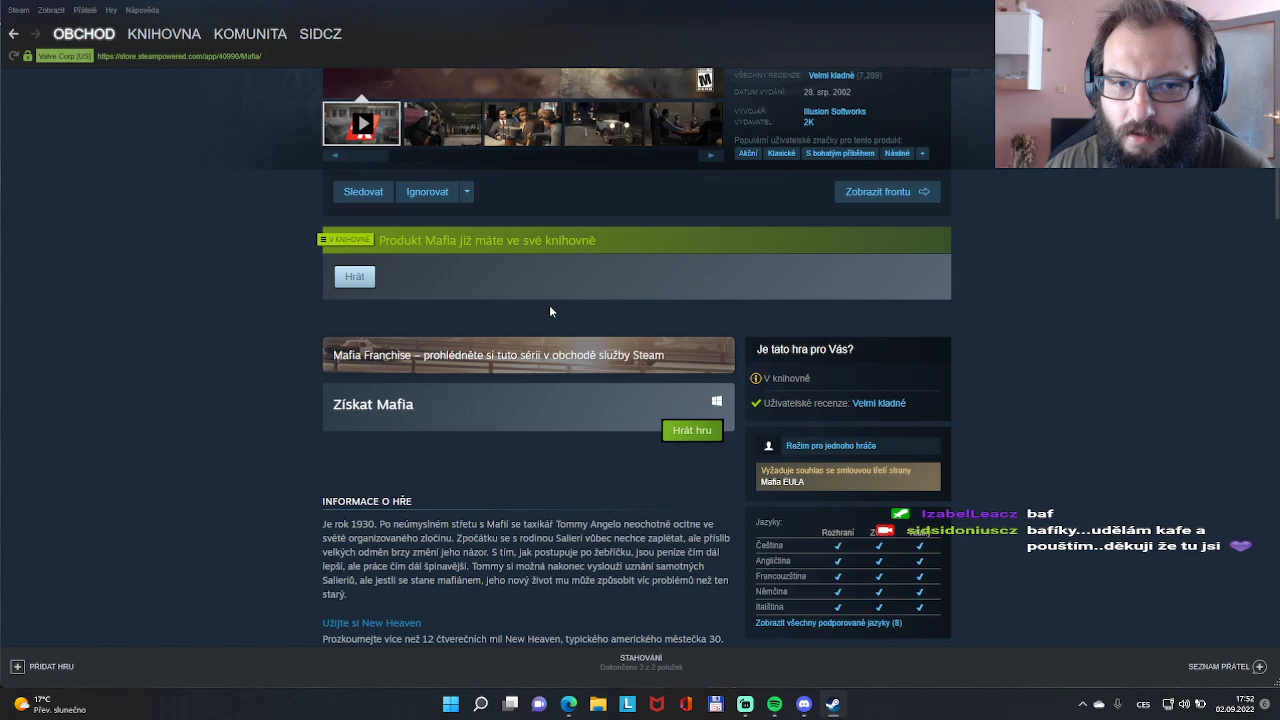 Steam Zobrazit Přátelé Hry Nápověda
OBCHOD KNIHOVNA KOMUNITA SIDCZ
Valve Corp [US] https://store.steampowered.com/app/40990/Mafia/
VŠECHNY RECENZE: Velmi kladné (7,289)
DATUM VYDÁNÍ: 28. srp. 2002
VÝVOJÁŘ: Illusion Softworks
VYDAVATEL: 2K
Populární uživatelské značky pro tento produkt:
Akční Klasické S bohatým příběhem Násilné +
Sledovat Ignorovat Zobrazit frontu
V KNIHOVNĚ Produkt Mafia již máte ve své knihovně
Hrát
Mafia Franchise – prohlédněte si tuto sérii v obchodě služby Steam
Získat Mafia
Hrát hru
Je tato hra pro Vás?
V knihovně
Uživatelské recenze: Velmi kladné
Režim pro jednoho hráče
Vyžaduje souhlas se smlouvou třetí strany
Mafia EULA
INFORMACE O HŘE
Je rok 1930. Po neúmyslném střetu s Mafií se taxikář Tommy Angelo neochotně ocitne ve
světě organizovaného zločinu. Zpočátku se s rodinou Salieri vůbec nechce zaplétat, ale přísun
velkých odměn brzy změní jeho názor. S tím, jak postupuje po žebříčku, jsou peníze čím dál
lepší, ale práce čím dál špinavější. Tommy si možná nakonec vyslouží uznání samotných
Salieriů, ale jestli se stane mafiánem, jeho nový život mu může způsobit víc problémů než ten
starý.
Užijte si New Heaven
Prozkoumejte více než 12 čtverečních mil New Heaven, typického amerického městečka 30.
Jazyky:
Rozhraní
Čeština
Angličtina
Francouzština
Němčina
Italština
Zobrazit všechny podporované jazyky (8)
IzabelLeacz baf
sidsidoniuscz bafíky...udělám kafe a
pouštím..děkuji že tu jsi
PŘIDAT HRU
STAHOVÁNÍ
Dokončeno 2 z 2 položek
SEZNAM PŘÁTEL
17°C
Přev. slunečno
17:52
02.09.2022